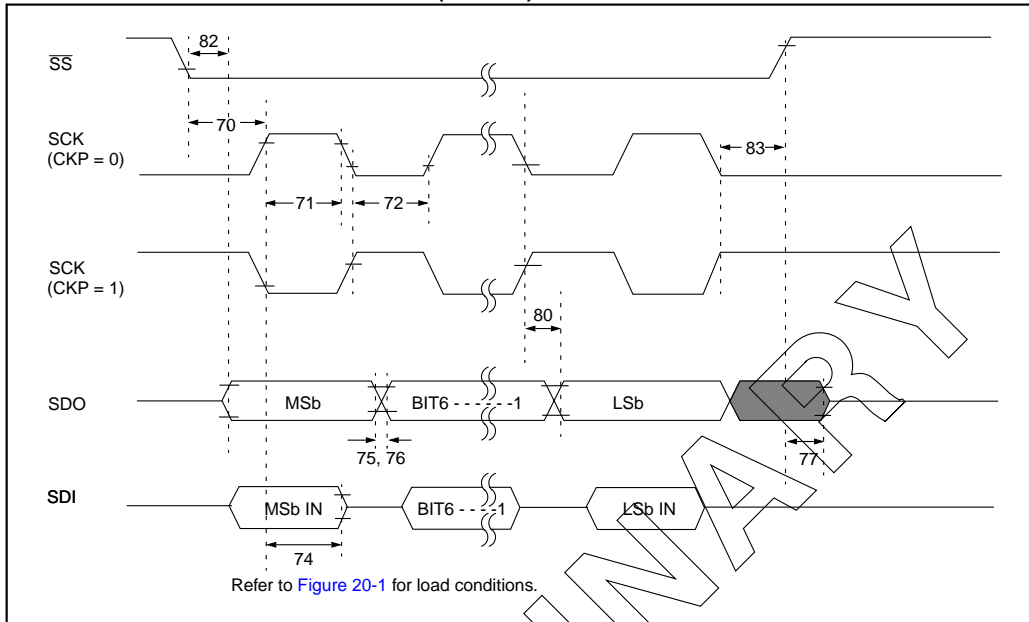 82
SS
70
SCK
(CKP = 0)
83
71
72
SCK
(CKP = 1)
80
SDO
MSb
BIT6 - - - - - -1
LSb
75, 76
77
SDI
MSb IN
BIT6 - - - -1
LSb IN
74
Refer to Figure 20-1 for load conditions.
INARY